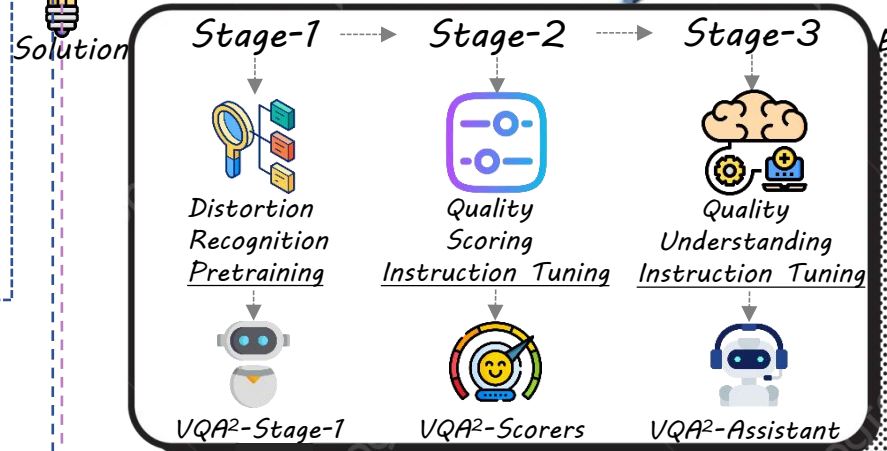 Solution
Stage-1
Stage-2
Stage-3
Distortion
Recognition
Pretraining
Quality
Scoring
Instruction Tuning
Quality
Understanding
Instruction Tuning
VQA²-Stage-1
VQA²-Scorers
VQA²-Assistant